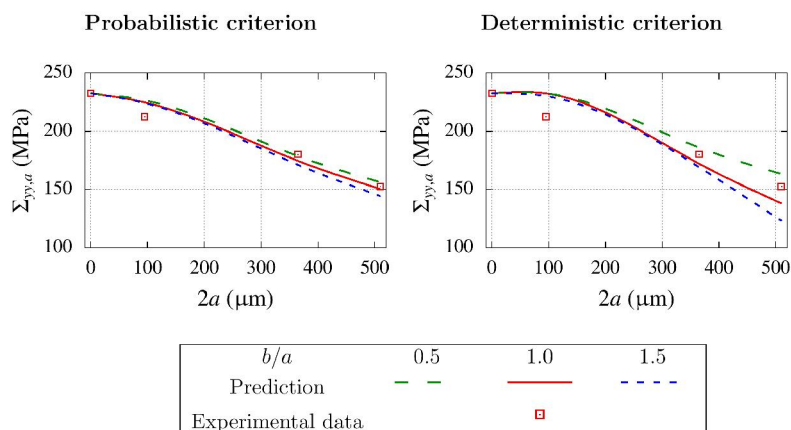 Probabilistic criterion
Deterministic criterion
250
200
150
100
Σyy,a (MPa)
0 100 200 300 400 500
2a (μm)
250
200
150
100
Σyy,a (MPa)
0 100 200 300 400 500
2a (μm)
b/a 0.5 1.0 1.5
Prediction
Experimental data